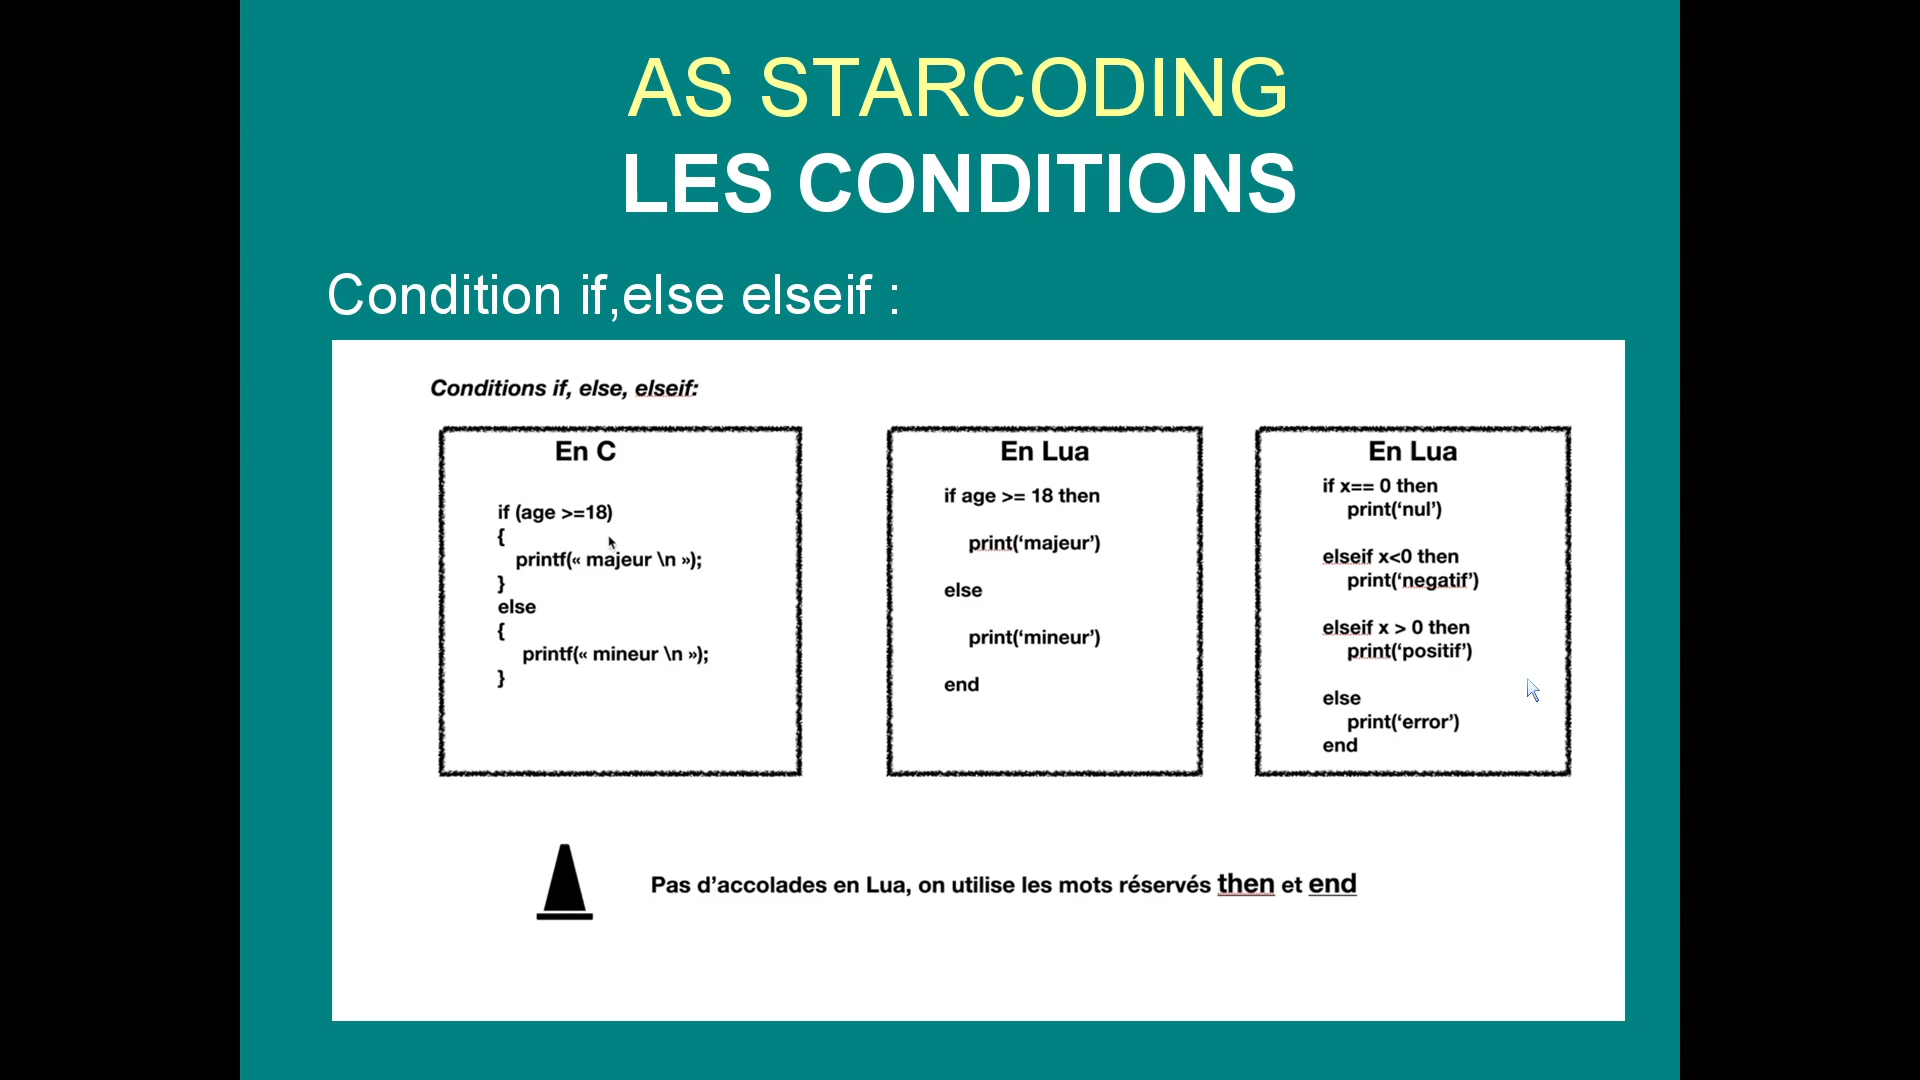 AS STARCODING
LES CONDITIONS
Condition if,else elseif :
Conditions if, else, elseif:
En C
if (age >=18)
{
printf(« majeur \n »);
}
else
{
printf(« mineur \n »);
}
En Lua
if age >= 18 then
print(‘majeur’)
else
print(‘mineur’)
end
En Lua
if x== 0 then
print(‘nul’)
elseif x<0 then
print(‘negatif’)
elseif x > 0 then
print(‘positif’)
else
print(‘error’)
end
Pas d’accolades en Lua, on utilise les mots réservés then et end